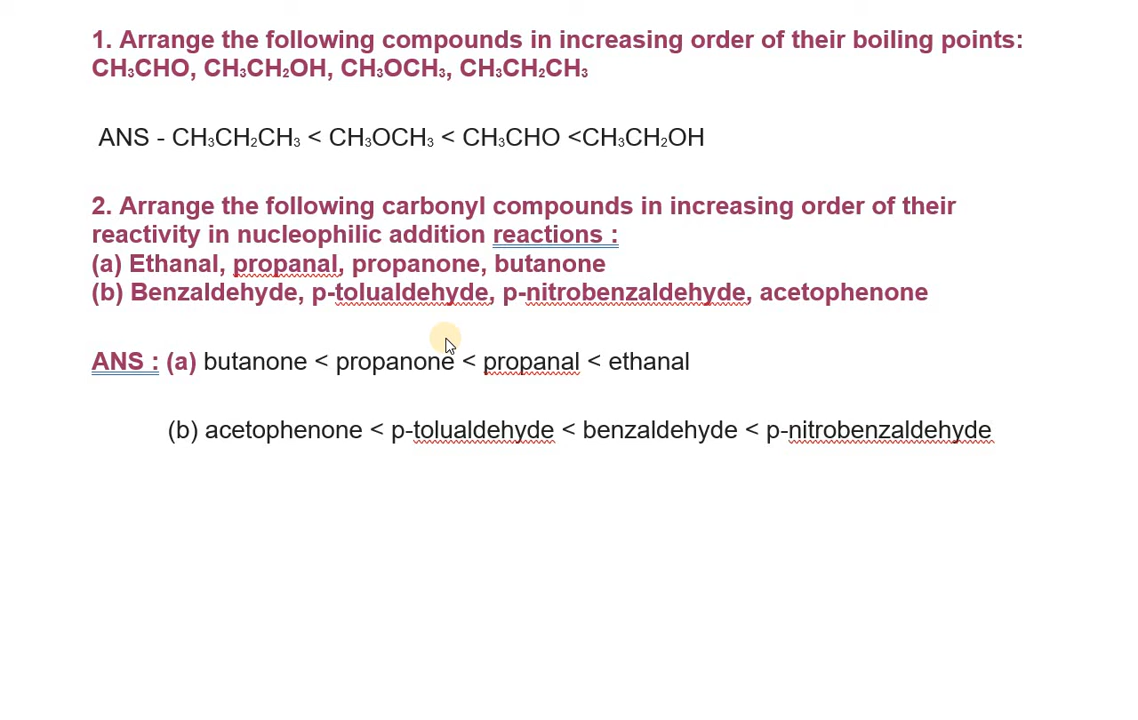 1. Arrange the following compounds in increasing order of their boiling points:
CH₃CHO, CH₃CH₂OH, CH₃OCH₃, CH₃CH₂CH₃
ANS - CH₃CH₂CH₃ < CH₃OCH₃ < CH₃CHO <CH₃CH₂OH
2. Arrange the following carbonyl compounds in increasing order of their
reactivity in nucleophilic addition reactions :
(a) Ethanal, propanal, propanone, butanone
(b) Benzaldehyde, p-tolualdehyde, p-nitrobenzaldehyde, acetophenone
ANS : (a) butanone < propanone < propanal < ethanal
(b) acetophenone < p-tolualdehyde < benzaldehyde < p-nitrobenzaldehyde